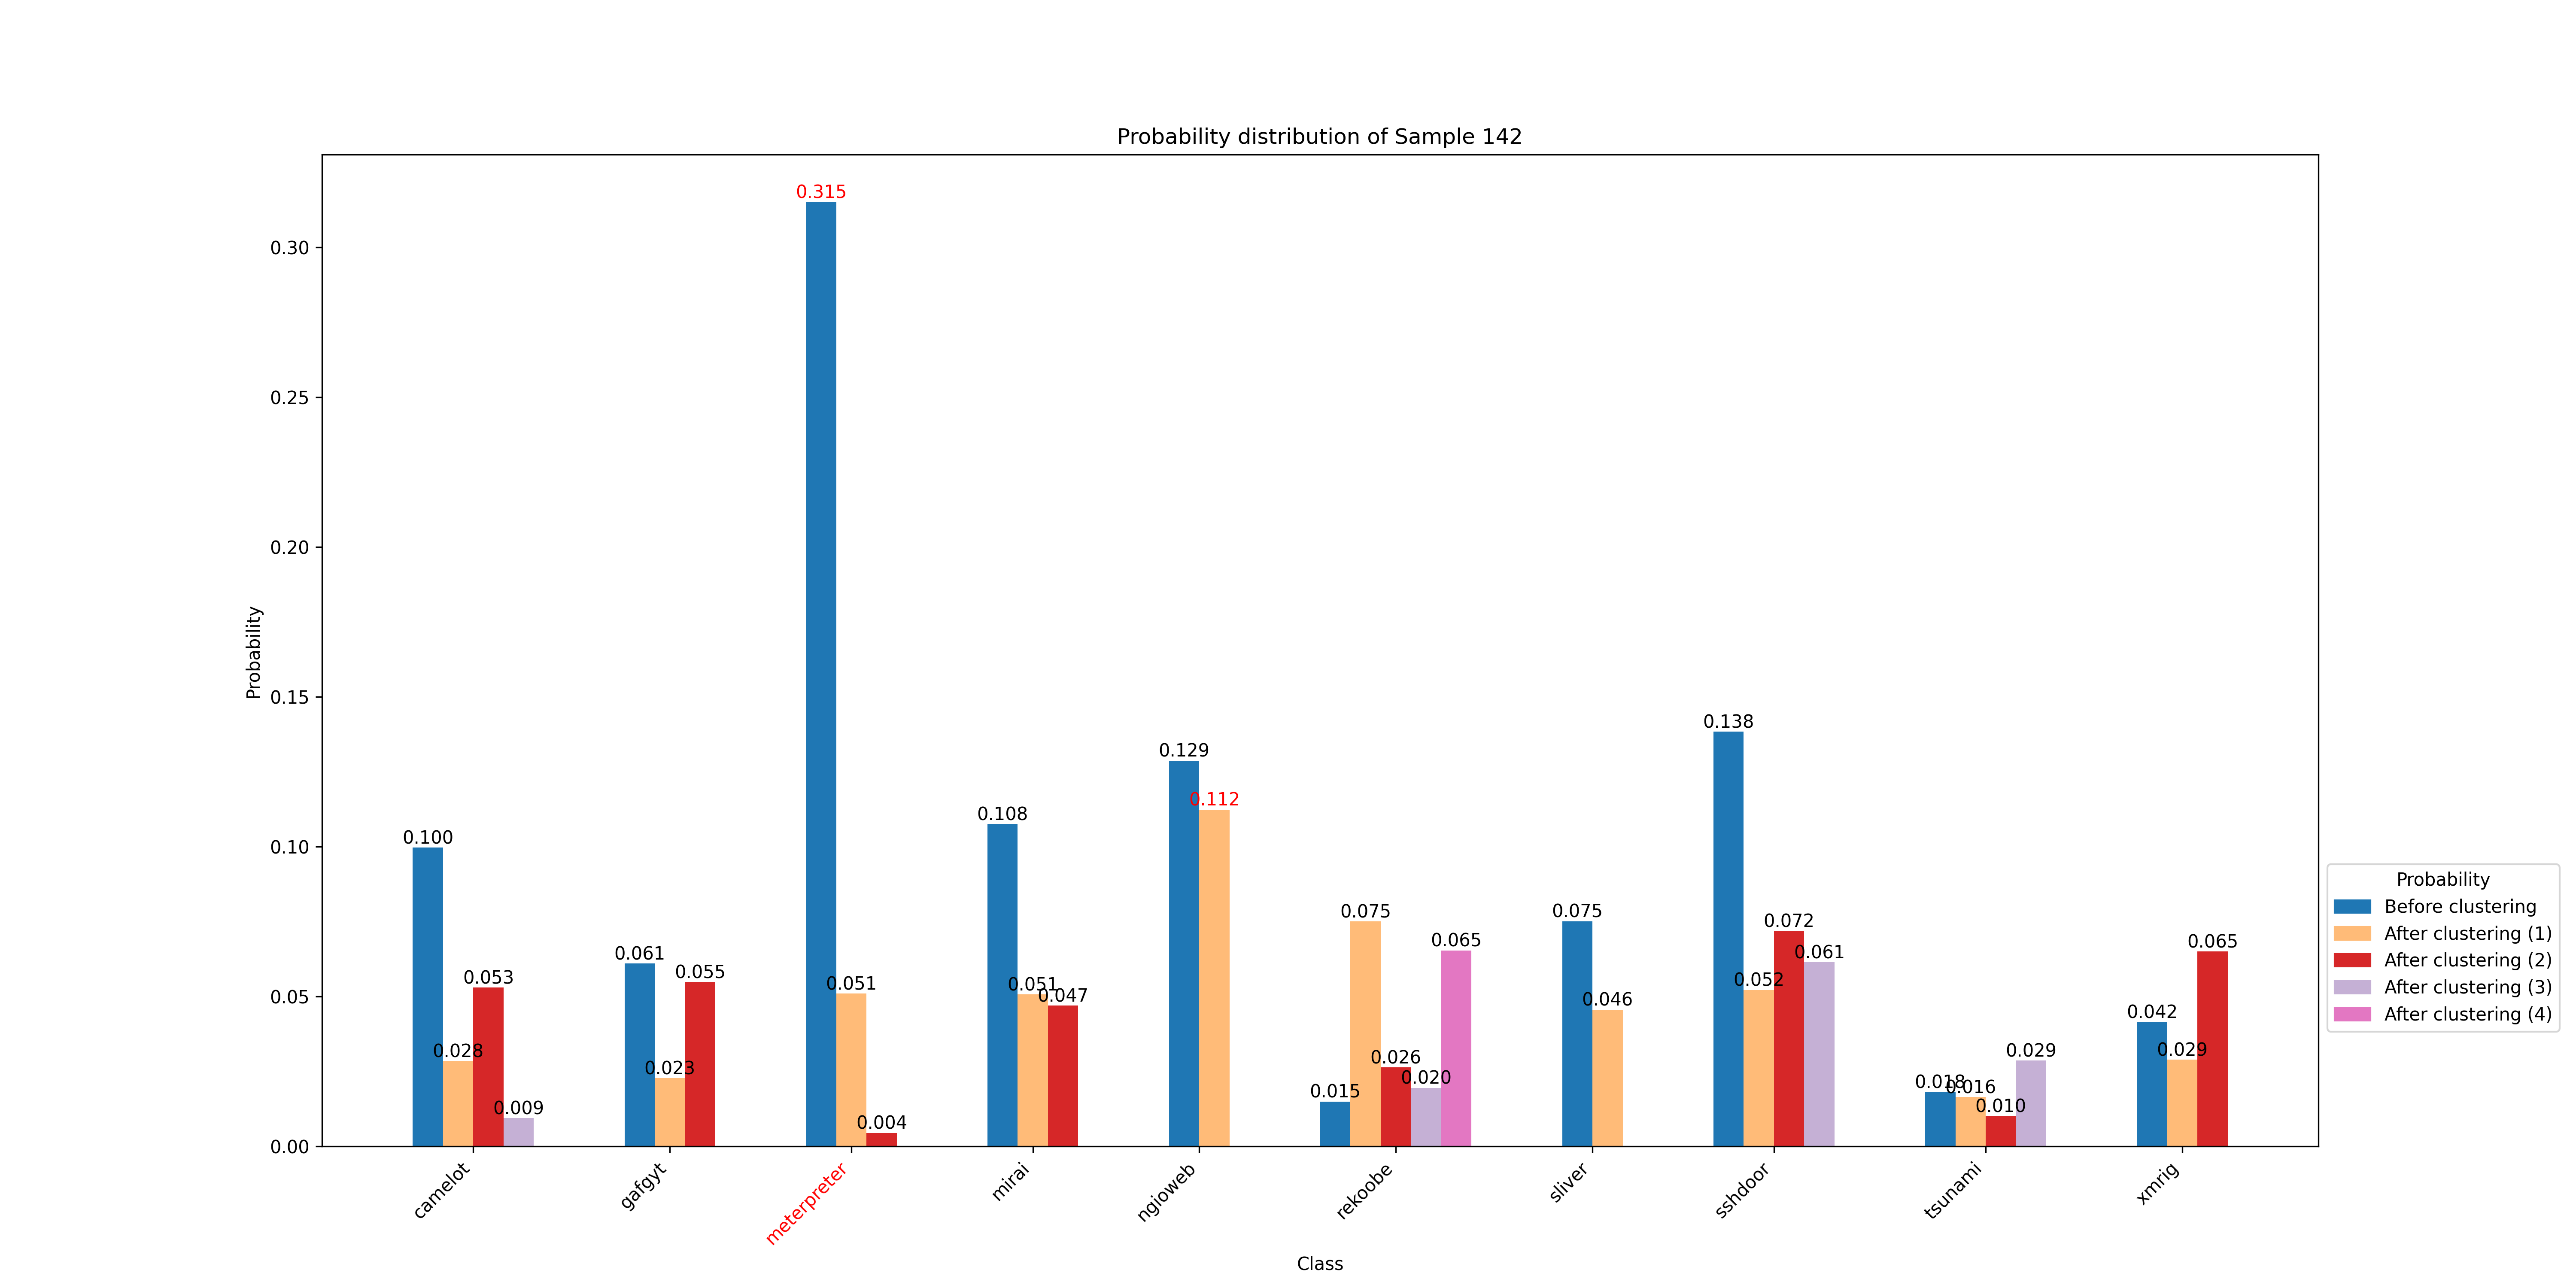 Probability distribution of Sample 142
Probability
0.30
0.25
0.20
0.15
0.10
0.05
0.00
0.100
0.028
0.053
0.009
0.061
0.023
0.055
0.315
0.051
0.004
0.108
0.051
0.047
0.129
0.112
0.015
0.075
0.026
0.020
0.065
0.075
0.046
0.138
0.052
0.072
0.061
0.018
0.016
0.010
0.029
0.042
0.029
0.065
camelot
gafgyt
meterpreter
mirai
ngioweb
rekoobe
sliver
sshdoor
tsunami
xmrig
Class
Probability
Before clustering
After clustering (1)
After clustering (2)
After clustering (3)
After clustering (4)